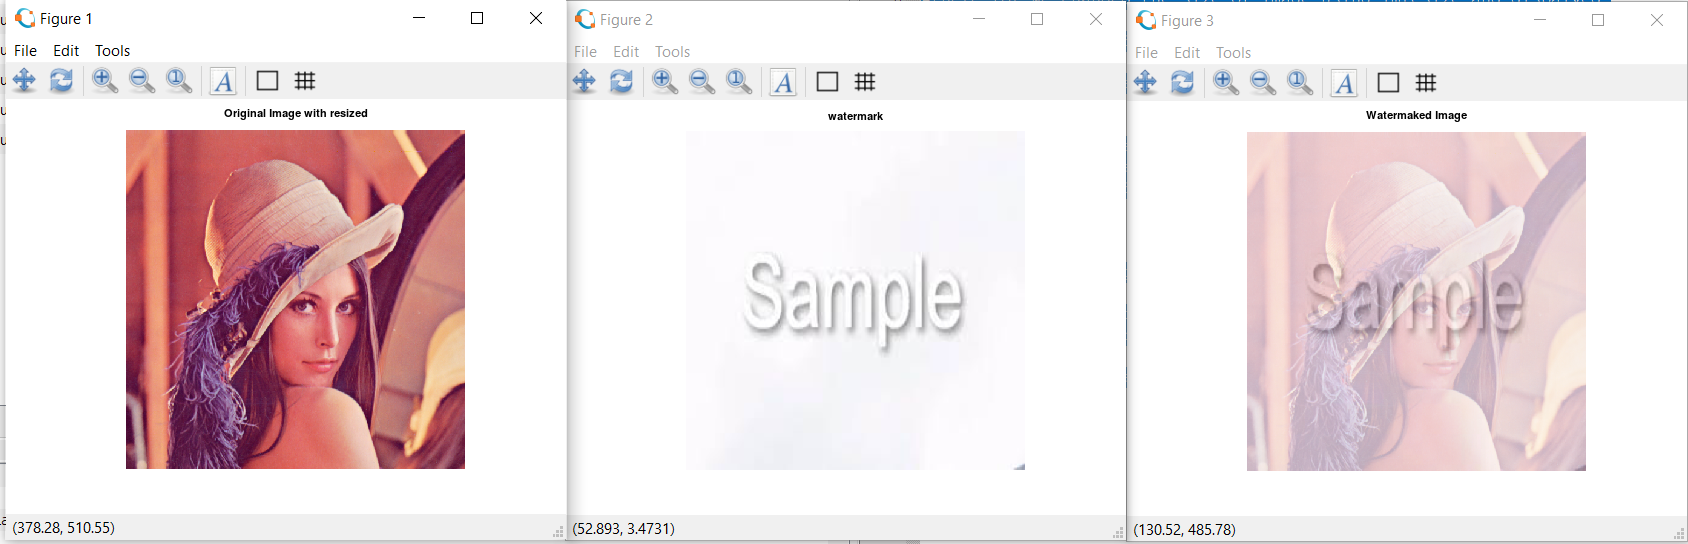 Figure 1
File Edit Tools
A
Original Image with resized
(378.28, 510.55)
Figure 2
File Edit Tools
A
watermark
Sample
(52.893, 3.4731)
Figure 3
File Edit Tools
A
Watermaked Image
Sample
(130.52, 485.78)